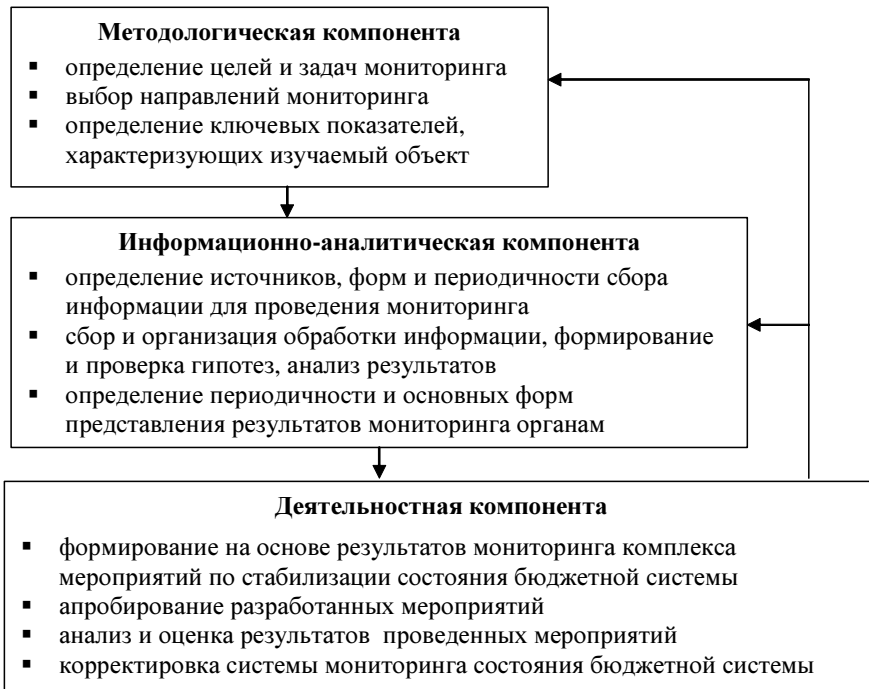 Методологическая компонента
▪ определение целей и задач мониторинга
▪ выбор направлений мониторинга
▪ определение ключевых показателей,
характеризующих изучаемый объект
Информационно-аналитическая компонента
▪ определение источников, форм и периодичности сбора
информации для проведения мониторинга
▪ сбор и организация обработки информации, формирование
и проверка гипотез, анализ результатов
▪ определение периодичности и основных форм
представления результатов мониторинга органам
Деятельностная компонента
▪ формирование на основе результатов мониторинга комплекса
мероприятий по стабилизации состояния бюджетной системы
▪ апробирование разработанных мероприятий
▪ анализ и оценка результатов проведенных мероприятий
▪ корректировка системы мониторинга состояния бюджетной системы